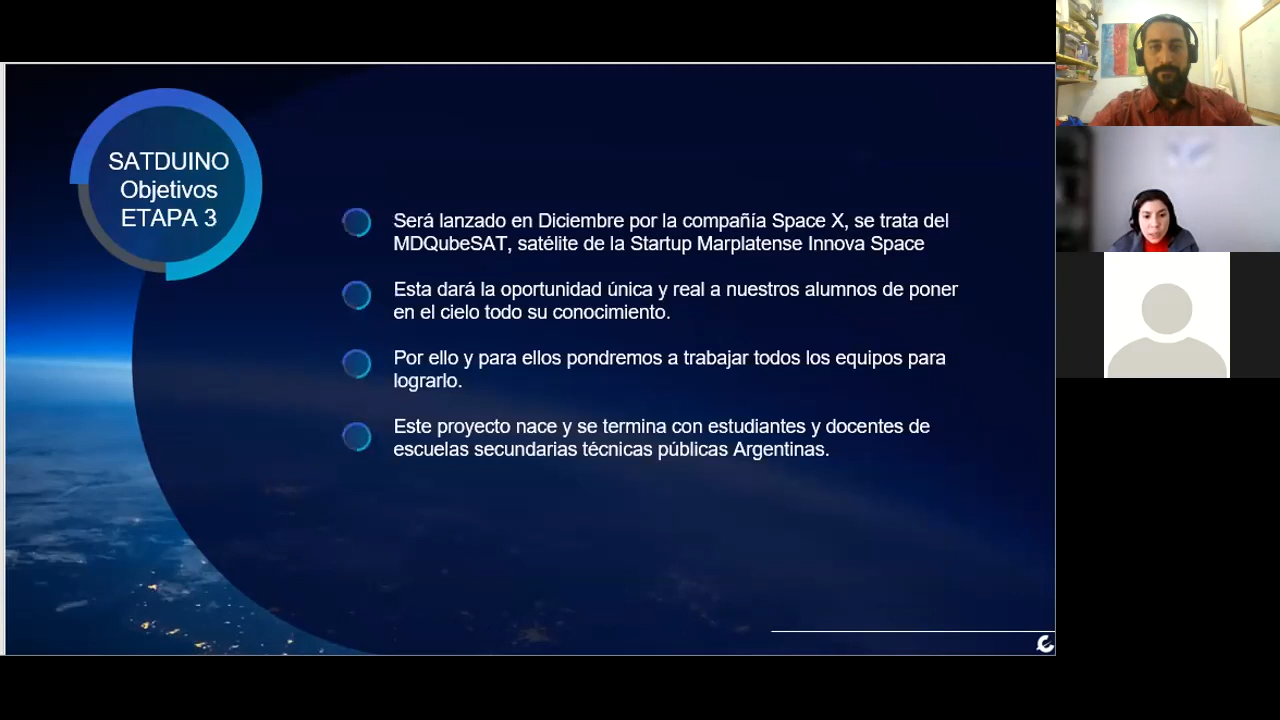 SATDUINO
Objetivos
ETAPA 3
Será lanzado en Diciembre por la compañía Space X, se trata del
MDQubeSAT, satélite de la Startup Marplatense Innova Space
Esta dará la oportunidad única y real a nuestros alumnos de poner
en el cielo todo su conocimiento.
Por ello y para ellos pondremos a trabajar todos los equipos para
lograrlo.
Este proyecto nace y se termina con estudiantes y docentes de
escuelas secundarias técnicas públicas Argentinas.